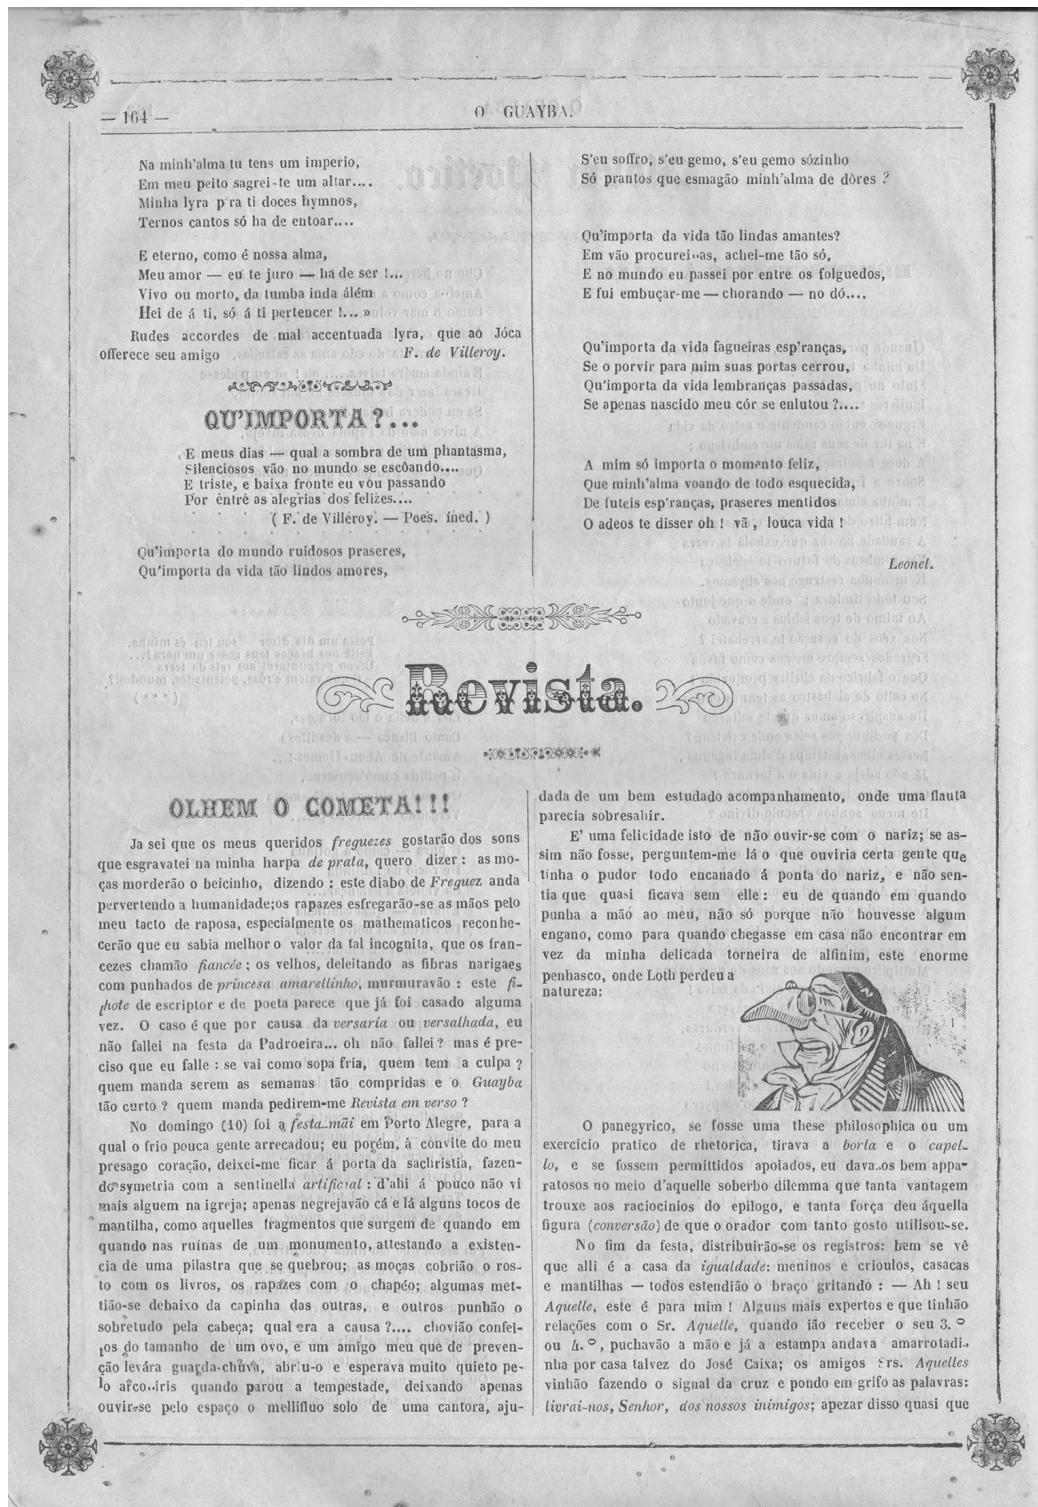 — 164 —
O GUAYBA.
Na minh'alma tu tens um imperio,
Em meu peito sagrei-te um altar....
Minha lyra p'ra ti doces hymnos,
Ternos cantos só ha de entoar....
E eterno, como é nossa alma,
Meu amor — eu te juro — ha de ser !...
Vivo ou morto, da tumba inda álém
Hei de á ti, só á ti pertencer !... »
Rudes accordes de mal accentuada lyra, que ao Jóca
offerece seu amigo F. de Villeroy.
QU'IMPORTA?...
E meus dias — qual a sombra de um phantasma,
Silenciosos vão no mundo se escôando....
E triste, e baixa fronte eu vou passando
Por entre as alegrias dos felizes....
( F. de Villeroy. — Poes. ined. )
Qu'importa do mundo ruidosos praseres,
Qu'importa da vida tão lindos amores,
S'eu soffro, s'eu gemo, s'eu gemo sózinho
Só prantos que esmagão minh'alma de dôres ?
Qu'importa da vida tão lindas amantes?
Em vão procurei-as, achei-me tão só,
E no mundo eu passei por entre os folguedos,
E fui embuçar-me — chorando — no dó....
Qu'importa da vida fagueiras esp'ranças,
Se o porvir para mim suas portas cerrou,
Qu'importa da vida lembranças passadas,
Se apenas nascido meu cór se enlutou ?....
A mim só importa o momento feliz,
Que minh'alma voando de todo esquecida,
De futeis esp'ranças, praseres mentidos
O adeos te disser oh ! vã, louca vida !
Leonel.
Revista.
OLHEM O COMETA!!!
Ja sei que os meus queridos freguezes gostarão dos sons
que esgravatei na minha harpa de prata, quero dizer : as mo-
ças morderão o beicinho, dizendo : este diabo de Freguez anda
pervertendo a humanidade; os rapazes esfregarão-se as mãos pelo
meu tacto de raposa, especialmente os mathematicos reconhe-
cerão que eu sabia melhor o valor da tal incognita, que os fran-
cezes chamão fiancée ; os velhos, deleitando as fibras narigaes
com punhados de princesa amarellinho, murmuravão : este fi-
lhote de escriptor e de poeta parece que já foi casado alguma
vez. O caso é que por causa da versaria ou versalhada, eu
não fallei na festa da Padroeira... oh não fallei ? mas é pre-
ciso que eu falle : se vai como sopa fria, quem tem a culpa ?
quem manda serem as semanas tão compridas e o Guayba
tão curto ? quem manda pedirem-me Revista em verso ?
No domingo (10) foi a festa-mãi em Porto Alegre, para a
qual o frio pouca gente arrecadou; eu porém, à convite do meu
presago coração, deixei-me ficar á porta da sachristia, fazen-
do symetria com a sentinella artificial : d'ahi á pouco não vi
mais alguem na igreja; apenas negrejavão cá e lá alguns tocos de
mantilha, como aquelles fragmentos que surgem de quando em
quando nas ruinas de um monumento, attestando a existen-
cia de uma pilastra que se quebrou; as moças cobrião o ros-
to com os livros, os rapazes com o chapéo; algumas met-
tião-se debaixo da capinha das outras, e outros punhão o
sobretudo pela cabeça; qual era a causa ?.... chovião confei-
tos do tamanho de um ovo, e um amigo meu que de preven-
ção levára guarda-chuva, abriu-o e esperava muito quieto pe-
lo arco-iris quando parou a tempestade, deixando apenas
ouvir-se pelo espaço o mellifluo solo de uma cantora, aju-
dada de um bem estudado acompanhamento, onde uma flauta
parecia sobresahir.
E' uma felicidade isto de não ouvir-se com o nariz; se as-
sim não fosse, perguntem-me lá o que ouviria certa gente que
tinha o pudor todo encanado á ponta do nariz, e não sen-
tia que quasi ficava sem elle : eu de quando em quando
punha a mão ao meu, não só porque não houvesse algum
engano, como para quando chegasse em casa não encontrar em
vez da minha delicada torneira de alfinim, este enorme
penhasco, onde Loth perdeu a
natureza:
O panegyrico, se fosse uma these philosophica ou um
exercicio pratico de rhetorica, tirava a borla e o capel-
lo, e se fossem permittidos apoiados, eu dava-os bem appa-
ratosos no meio d'aquelle soberbo dilemma que tanta vantagem
trouxe aos raciocinios do epilogo, e tanta força deu áquella
figura (conversão) de que o orador com tanto gosto utilisou-se.
No fim da festa, distribuirão-se os registros: bem se vê
que alli é a casa da igualdade: meninos e crioulos, casacas
e mantilhas — todos estendião o braço gritando : — Ah ! seu
Aquelle, este é para mim ! Alguns mais expertos e que tinhão
relações com o Sr. Aquelle, quando ião receber o seu 3.º
ou 4.º, puchavão a mão e já a estampa andava amarrotadi-
nha por casa talvez do José Caixa; os amigos Srs. Aquelles
vinhão fazendo o signal da cruz e pondo em grifo as palavras:
livrai-nos, Senhor, dos nossos inimigos; apezar disso quasi que